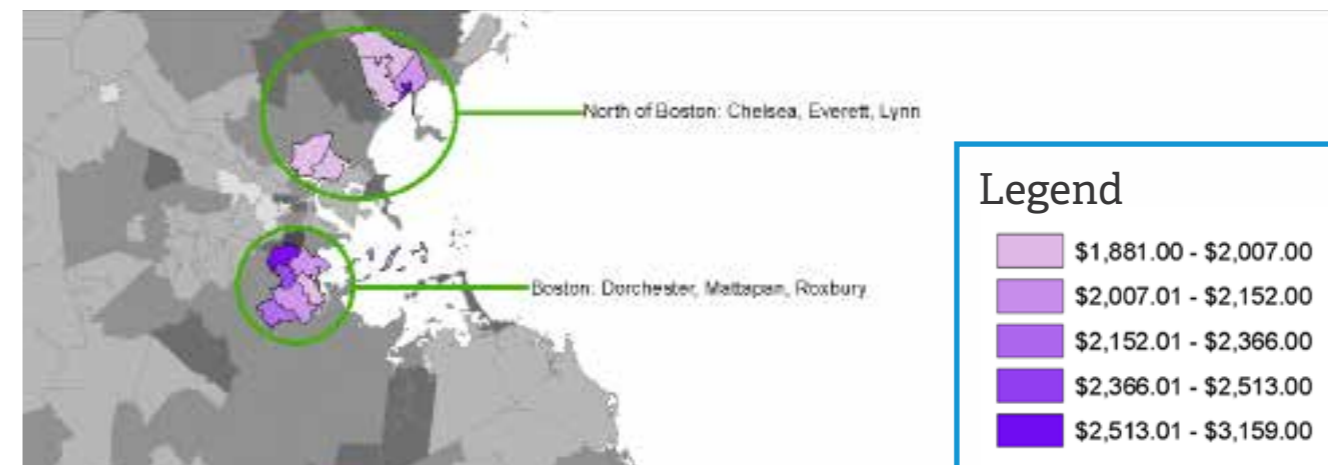 North of Boston: Chelsea, Everett, Lynn
Boston: Dorchester, Mattapan, Roxbury
Legend
$1,881.00 - $2,007.00
$2,007.01 - $2,152.00
$2,152.01 - $2,366.00
$2,366.01 - $2,513.00
$2,513.01 - $3,159.00